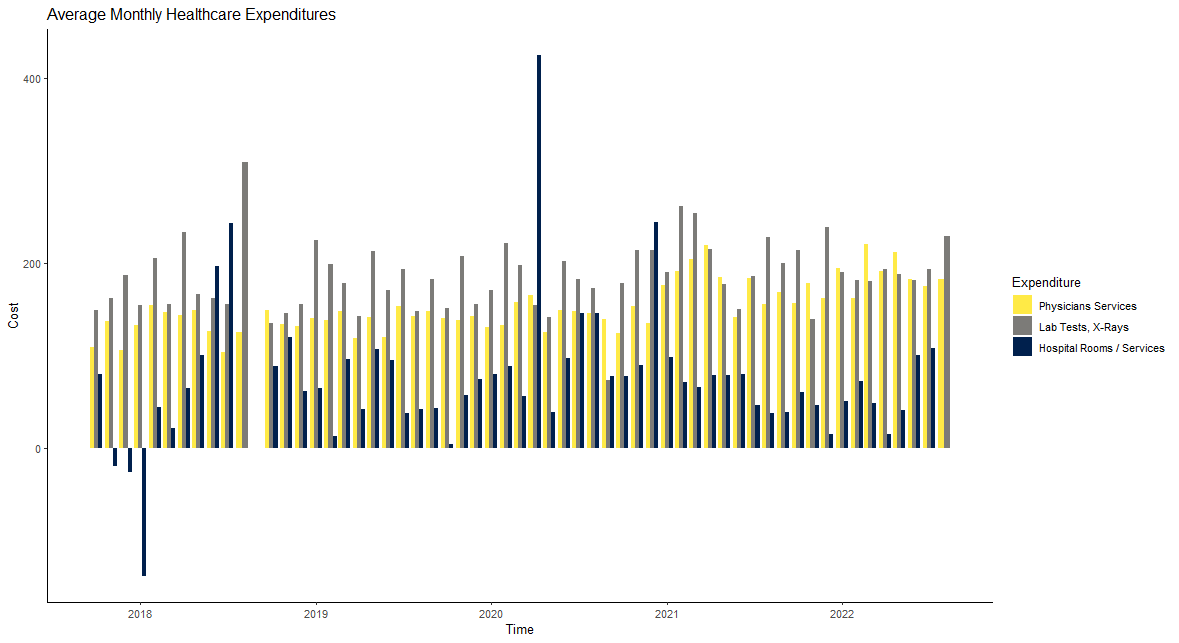 Average Monthly Healthcare Expenditures
Cost
400
200
0
2018
2019
2020
2021
2022
Time
Expenditure
Physicians Services
Lab Tests, X-Rays
Hospital Rooms / Services